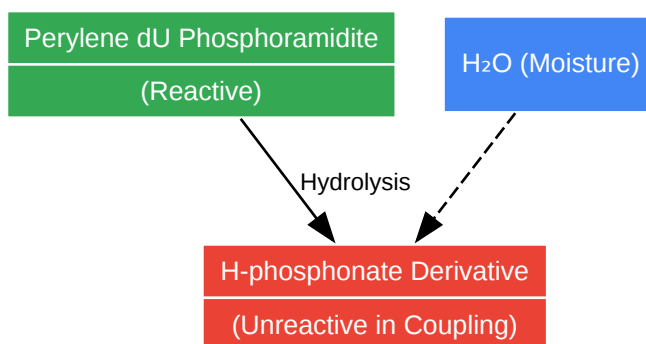 Perylene dU Phosphoramidite
(Reactive)
H₂O (Moisture)
Hydrolysis
H-phosphonate Derivative
(Unreactive in Coupling)